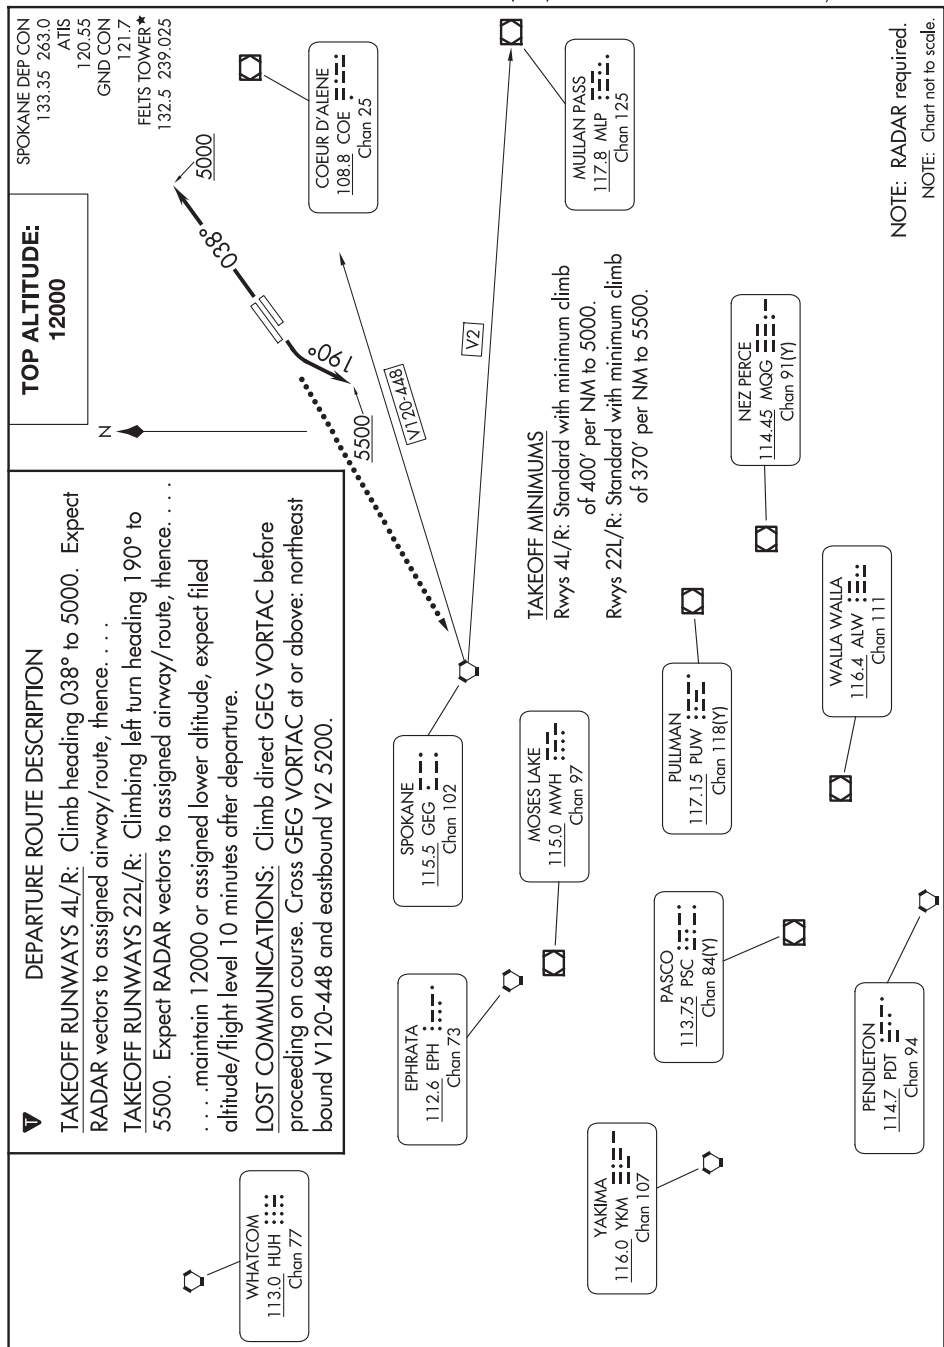 SPOKANE DEP CON
133.35 263.0
ATIS
120.55
GND CON
121.7
FELTS TOWER★
132.5 239.025
TOP ALTITUDE:
12000
DEPARTURE ROUTE DESCRIPTION
T
TAKEOFF RUNWAYS 4L/R: Climb heading 038° to 5000. Expect
RADAR vectors to assigned airway/route, thence. . . .
TAKEOFF RUNWAYS 22L/R: Climbing left turn heading 190° to
5500. Expect RADAR vectors to assigned airway/route, thence. . . .
. . . .maintain 12000 or assigned lower altitude, expect filed
altitude/flight level 10 minutes after departure.
LOST COMMUNICATIONS: Climb direct GEG VORTAC before
proceeding on course. Cross GEG VORTAC at or above: northeast
bound V120-448 and eastbound V2 5200.
N
5000
038°
190°
5500
V120-448
V2
COEUR D'ALENE
108.8 COE
Chan 25
MULLAN PASS
117.8 MLP
Chan 125
TAKEOFF MINIMUMS
Rwys 4L/R: Standard with minimum climb
of 400' per NM to 5000.
Rwys 22L/R: Standard with minimum climb
of 370' per NM to 5500.
WHATCOM
113.0 HUH
Chan 77
EPHRATA
112.6 EPH
Chan 73
SPOKANE
115.5 GEG
Chan 102
MOSES LAKE
115.0 MWH
Chan 97
YAKIMA
116.0 YKM
Chan 107
PASCO
113.75 PSC
Chan 84(Y)
PULLMAN
117.15 PUW
Chan 118(Y)
NEZ PERCE
114.45 MQG
Chan 91(Y)
WALLA WALLA
116.4 ALW
Chan 111
PENDLETON
114.7 PDT
Chan 94
NOTE: RADAR required.
NOTE: Chart not to scale.